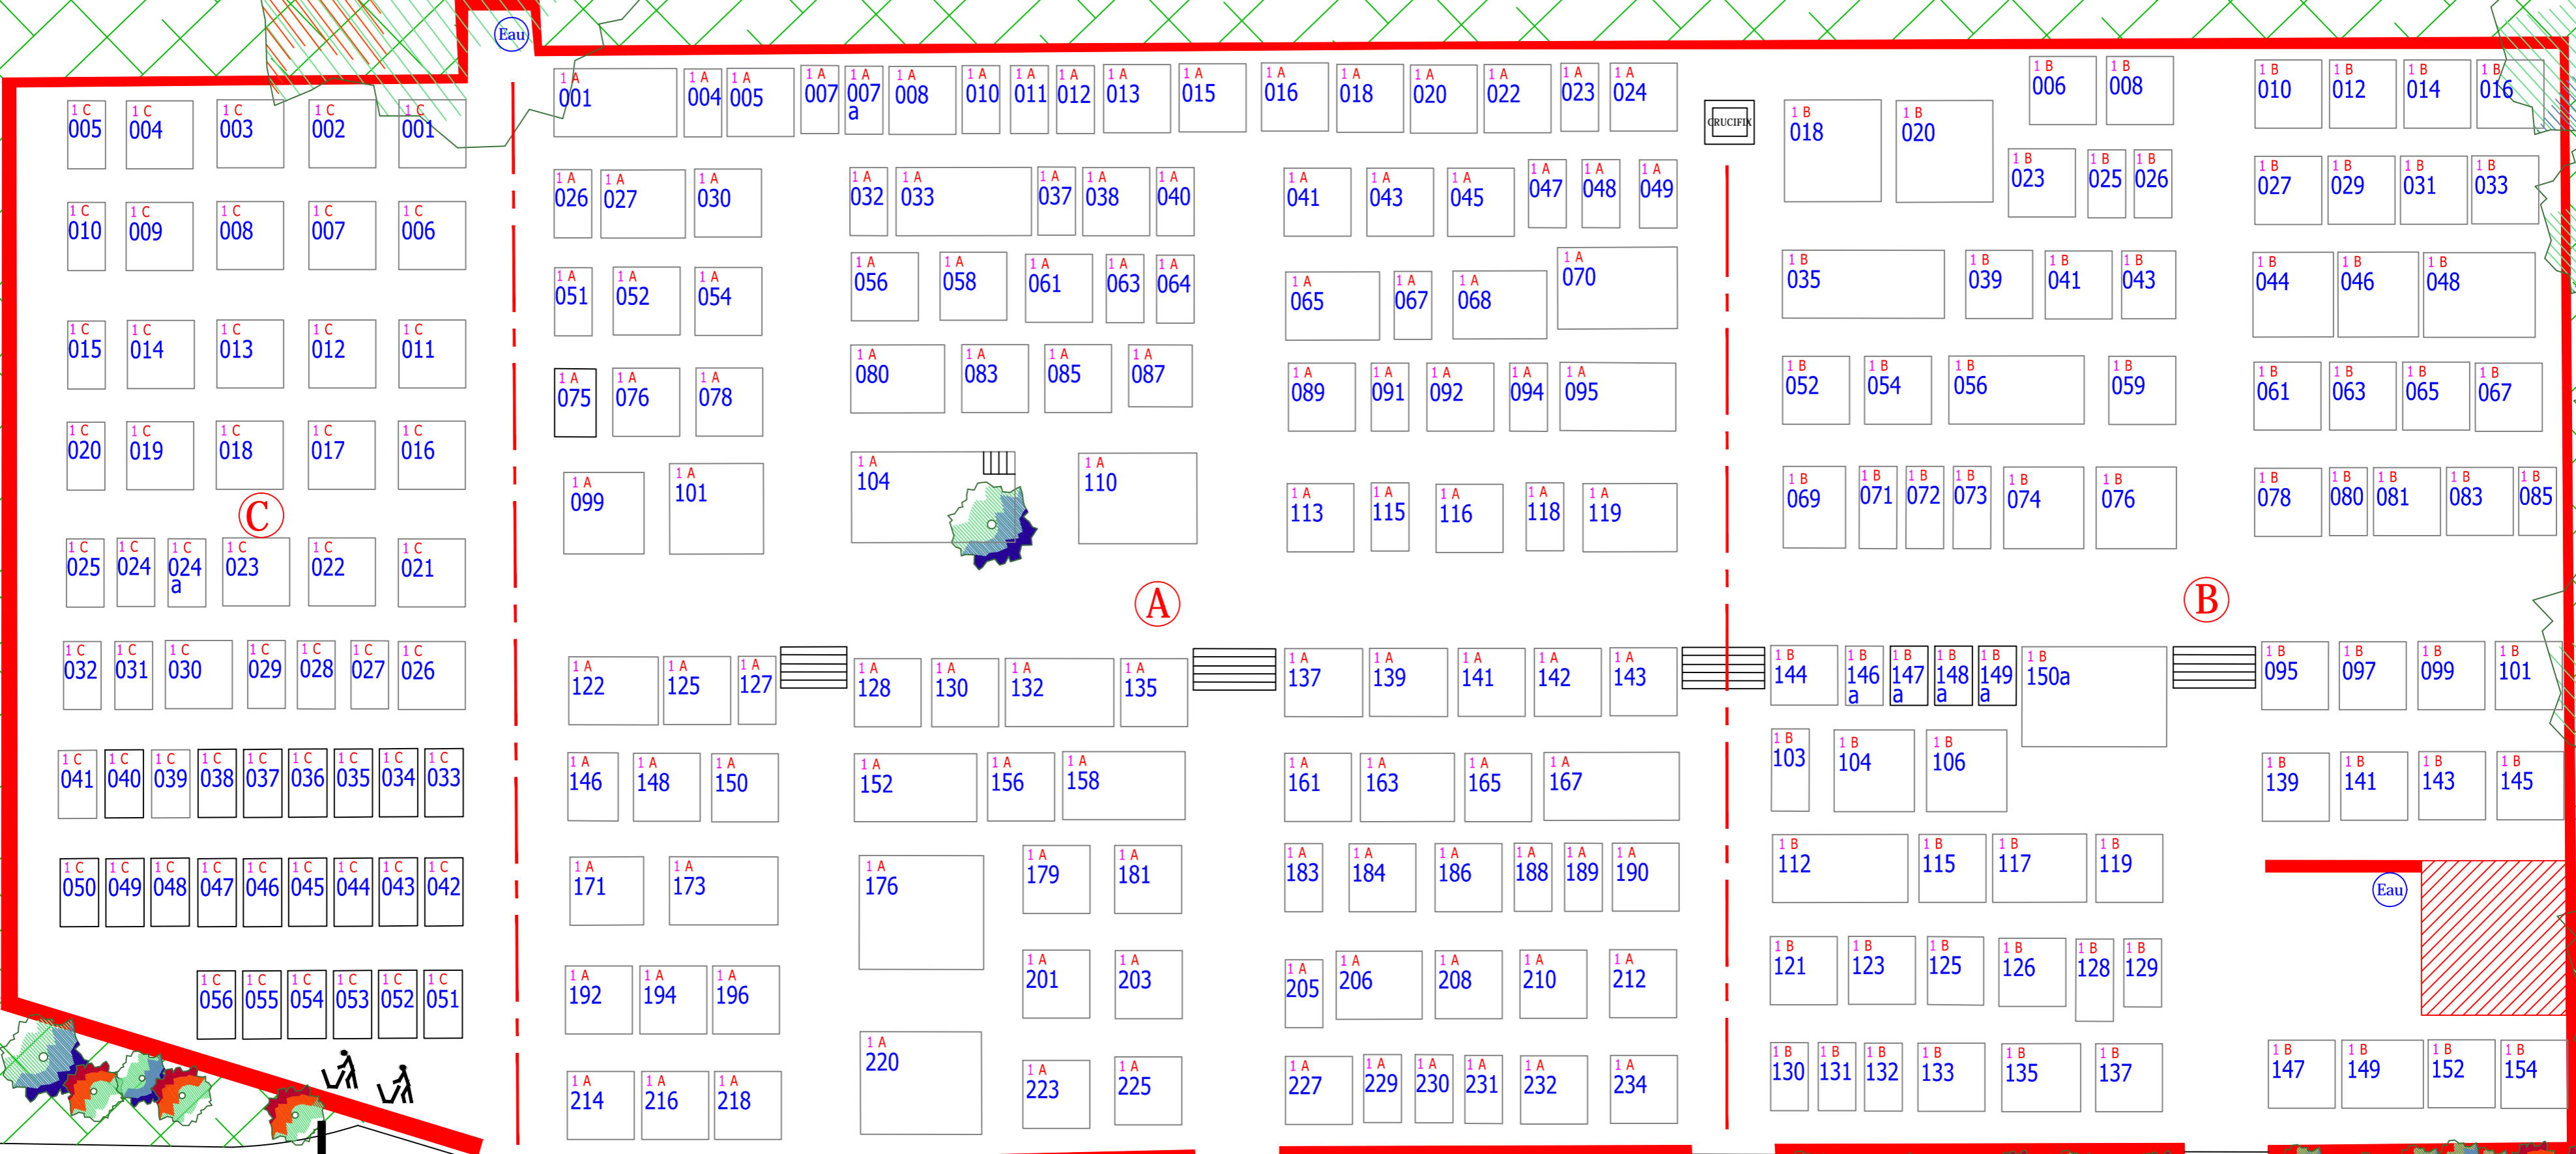 Eau
1 C 005 1 C 004 1 C 003 1 C 002 1 C 001
1 C 010 1 C 009 1 C 008 1 C 007 1 C 006
1 C 015 1 C 014 1 C 013 1 C 012 1 C 011
1 C 020 1 C 019 1 C 018 1 C 017 1 C 016
C
1 C 025 1 C 024 1 C 024a 1 C 023 1 C 022 1 C 021
1 C 032 1 C 031 1 C 030 1 C 029 1 C 028 1 C 027 1 C 026
1 C 041 1 C 040 1 C 039 1 C 038 1 C 037 1 C 036 1 C 035 1 C 034 1 C 033
1 C 050 1 C 049 1 C 048 1 C 047 1 C 046 1 C 045 1 C 044 1 C 043 1 C 042
1 C 056 1 C 055 1 C 054 1 C 053 1 C 052 1 C 051
1 A 001 1 A 004 1 A 005 1 A 007 1 A 007a 1 A 008 1 A 010 1 A 011 1 A 012 1 A 013 1 A 015 1 A 016 1 A 018 1 A 020 1 A 022 1 A 023 1 A 024
1 A 026 1 A 027 1 A 030 1 A 032 1 A 033 1 A 037 1 A 038 1 A 040 1 A 041 1 A 043 1 A 045 1 A 047 1 A 048 1 A 049
1 A 051 1 A 052 1 A 054 1 A 056 1 A 058 1 A 061 1 A 063 1 A 064 1 A 065 1 A 067 1 A 068 1 A 070
1 A 075 1 A 076 1 A 078 1 A 080 1 A 083 1 A 085 1 A 087 1 A 089 1 A 091 1 A 092 1 A 094 1 A 095
1 A 099 1 A 101 1 A 104 1 A 110 1 A 113 1 A 115 1 A 116 1 A 118 1 A 119
A
1 A 122 1 A 125 1 A 127 1 A 128 1 A 130 1 A 132 1 A 135 1 A 137 1 A 139 1 A 141 1 A 142 1 A 143
1 A 146 1 A 148 1 A 150 1 A 152 1 A 156 1 A 158 1 A 161 1 A 163 1 A 165 1 A 167
1 A 171 1 A 173 1 A 176 1 A 179 1 A 181 1 A 183 1 A 184 1 A 186 1 A 188 1 A 189 1 A 190
1 A 192 1 A 194 1 A 196 1 A 201 1 A 203 1 A 205 1 A 206 1 A 208 1 A 210 1 A 212
1 A 214 1 A 216 1 A 218 1 A 220 1 A 223 1 A 225 1 A 227 1 A 229 1 A 230 1 A 231 1 A 232 1 A 234
CRUCIFIX
1 B 006 1 B 008 1 B 010 1 B 012 1 B 014 1 B 016
1 B 018 1 B 020 1 B 023 1 B 025 1 B 026 1 B 027 1 B 029 1 B 031 1 B 033
1 B 035 1 B 039 1 B 041 1 B 043 1 B 044 1 B 046 1 B 048
1 B 052 1 B 054 1 B 056 1 B 059 1 B 061 1 B 063 1 B 065 1 B 067
1 B 069 1 B 071 1 B 072 1 B 073 1 B 074 1 B 076 1 B 078 1 B 080 1 B 081 1 B 083 1 B 085
B
1 B 144 1 B 146a 1 B 147a 1 B 148a 1 B 149a 1 B 150a 1 B 095 1 B 097 1 B 099 1 B 101
1 B 103 1 B 104 1 B 106 1 B 139 1 B 141 1 B 143 1 B 145
1 B 112 1 B 115 1 B 117 1 B 119
Eau
1 B 121 1 B 123 1 B 125 1 B 126 1 B 128 1 B 129
1 B 130 1 B 131 1 B 132 1 B 133 1 B 135 1 B 137 1 B 147 1 B 149 1 B 152 1 B 154